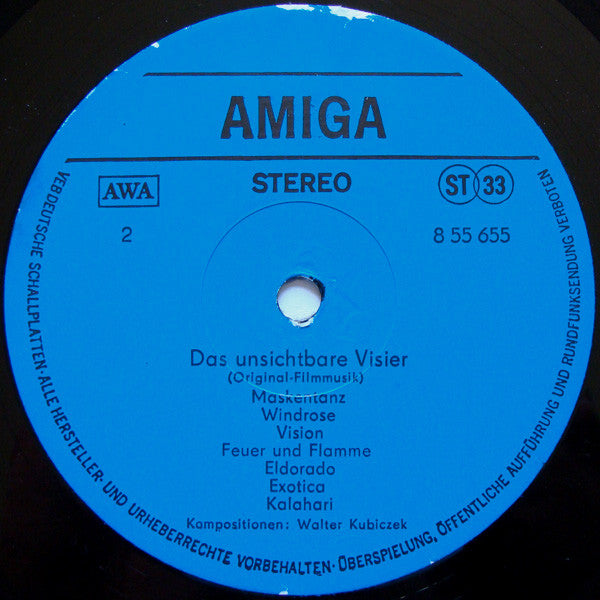 AMIGA
AWA
STEREO
ST 33
2
8 55 655
Das unsichtbare Visier
(Original-Filmmusik)
Maskentanz
Windrose
Vision
Feuer und Flamme
Eldorado
Exotica
Kalahari
Kompositionen: Walter Kubiczek
VEB DEUTSCHE SCHALLPLATTEN · ALLE HERSTELLER- UND URHEBERRECHTE VORBEHALTEN · ÜBERSPIELUNG, ÖFFENTLICHE AUFFÜHRUNG UND RUNDFUNKSENDUNG VERBOTEN